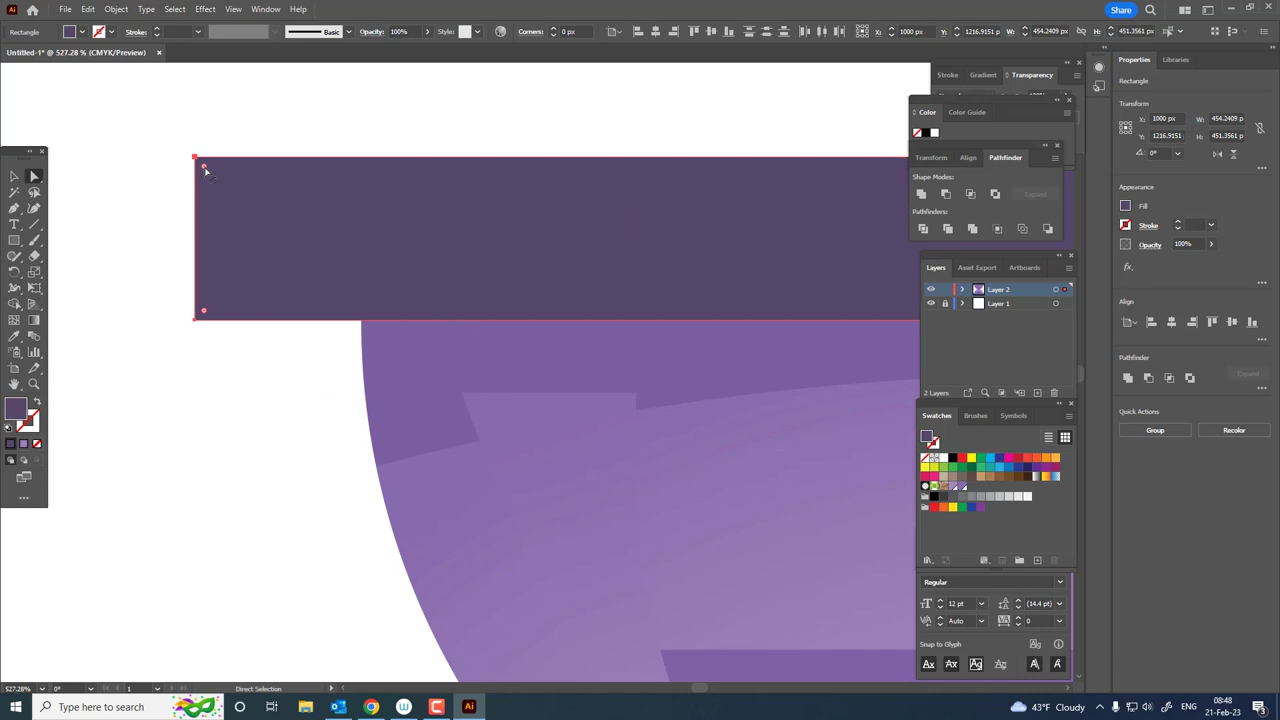 Ai File Edit Object Type Select Effect View Window Help Share
Rectangle Stroke: Basic Opacity: 100% Style: Corners: 0 px X: 1000 px Y: 1216.9151 W: 454.2409 px H: 451.3561 px
Untitled-1* @ 527.28 % (CMYK/Preview) ×
Properties Libraries
Rectangle
Transform
X: 1000 px W: 454.2409
Y: 1216.9151 H: 451.3561
0°
Appearance
Fill
Stroke
Opacity 100%
fx.
Align
Pathfinder
Expand
Quick Actions
Group Recolor
Stroke Gradient Transparency
Color Color Guide
Transform Align Pathfinder
Shape Modes:
Expand
Pathfinders:
Layers Asset Export Artboards
Layer 2
Layer 1
2 Layers
Swatches Brushes Symbols
Regular
12 pt (14.4 pt)
Auto 0
Snap to Glyph
527.28% 0° 1 Direct Selection
Type here to search
43°F Cloudy
08:48
21-Feb-23